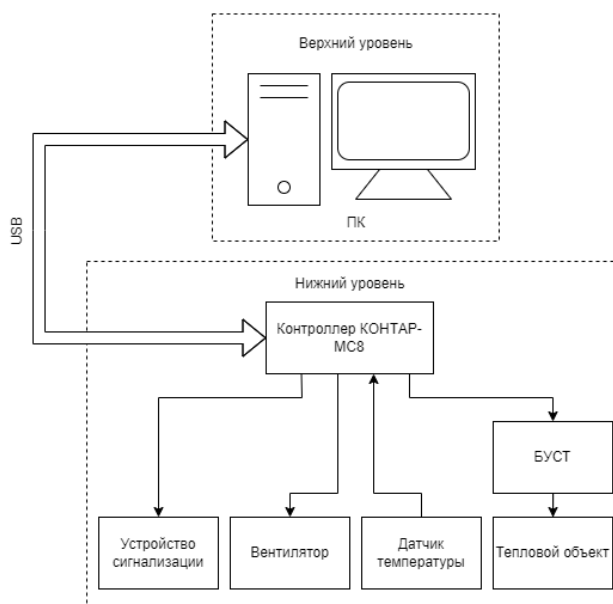 Верхний уровень
ПК
USB
Нижний уровень
Контроллер КОНТАР-
МС8
БУСТ
Устройство
сигнализации
Вентилятор
Датчик
температуры
Тепловой объект